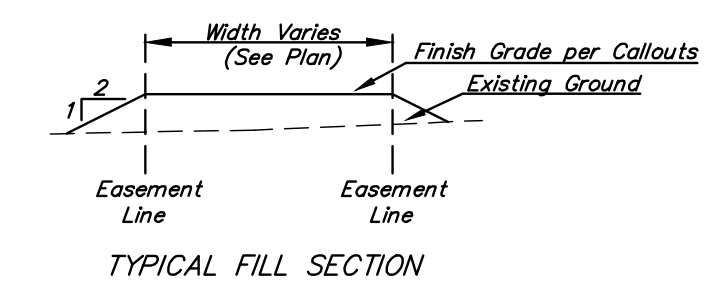 Width Varies
(See Plan)
Finish Grade per Callouts
Existing Ground
2
1
Easement
Line
Easement
Line
TYPICAL FILL SECTION